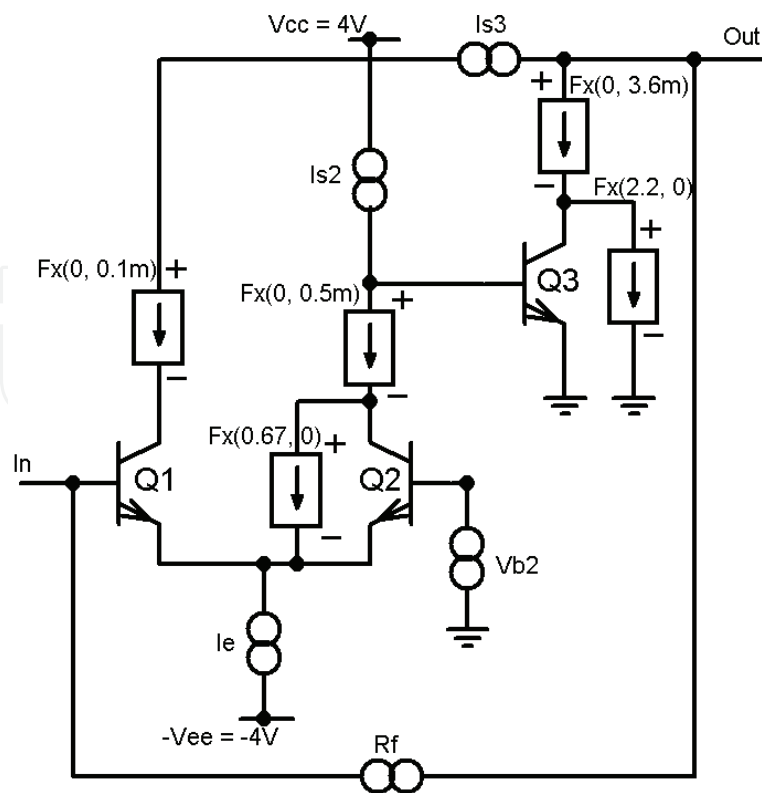 Vcc = 4V
Is3
Out
Fx(0, 3.6m)
+
Is2
−
Fx(2.2, 0)
+
Fx(0, 0.1m)
+
Fx(0, 0.5m)
+
Q3
−
−
−
Fx(0.67, 0)
+
In
Q1
Q2
−
Vb2
Ie
-Vee = -4V
Rf